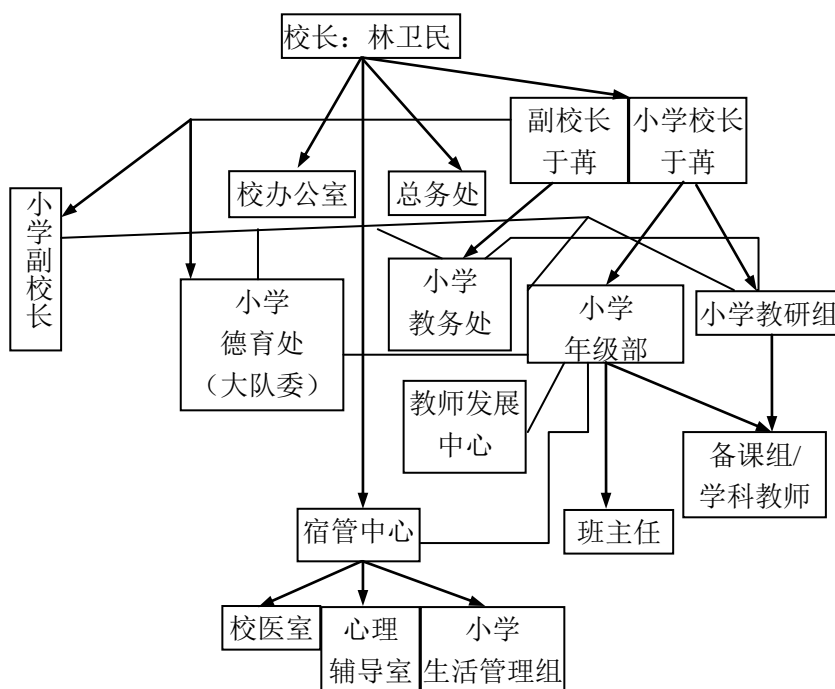 校长：林卫民
副校长
于苒
小学校长
于苒
校办公室
总务处
小学副校长
小学
德育处
（大队委）
小学
教务处
小学
年级部
小学教研组
教师发展
中心
备课组/
学科教师
宿管中心
班主任
校医室
心理
辅导室
小学
生活管理组